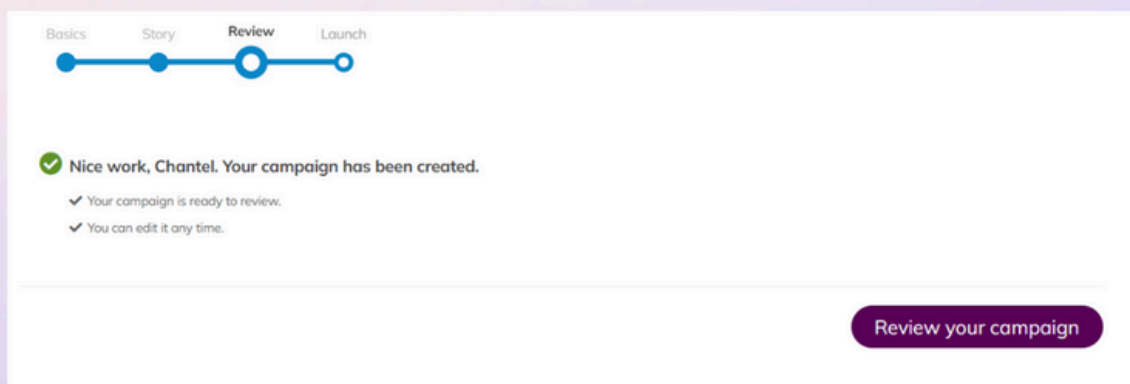 Basics Story Review Launch
Nice work, Chantel. Your campaign has been created.
Your campaign is ready to review.
You can edit it any time.
Review your campaign